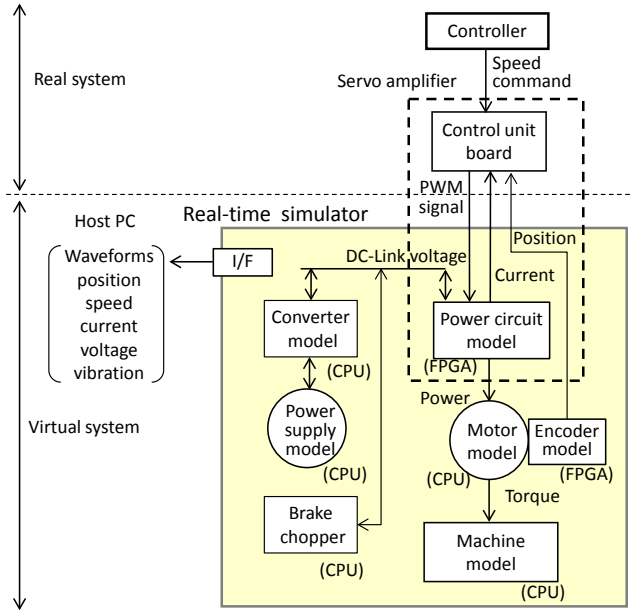 Controller
Real system
Servo amplifier
Speed
command
Control unit
board
PWM
signal
Host PC
Real-time simulator
Position
Waveforms
position
speed
current
voltage
vibration
I/F
DC-Link voltage
Current
Converter
model
(CPU)
Power circuit
model
(FPGA)
Power
Virtual system
Power
supply
model
(CPU)
Motor
model
(CPU)
Encoder
model
(FPGA)
Torque
Brake
chopper
(CPU)
Machine
model
(CPU)